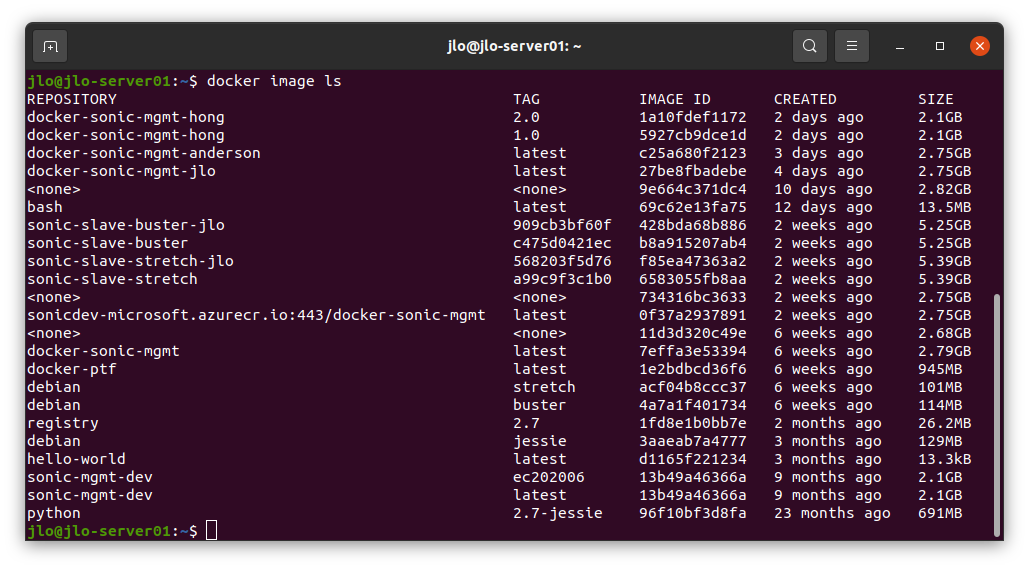 jlo@jlo-server01: ~
jlo@jlo-server01:~$ docker image ls
REPOSITORY TAG IMAGE ID CREATED SIZE
docker-sonic-mgmt-hong 2.0 1a10fdef1172 2 days ago 2.1GB
docker-sonic-mgmt-hong 1.0 5927cb9dce1d 2 days ago 2.1GB
docker-sonic-mgmt-anderson latest c25a680f2123 3 days ago 2.75GB
docker-sonic-mgmt-jlo latest 27be8fbadebe 4 days ago 2.75GB
<none> <none> 9e664c371dc4 10 days ago 2.82GB
bash latest 69c62e13fa75 12 days ago 13.5MB
sonic-slave-buster-jlo 909cb3bf60f 428bda68b886 2 weeks ago 5.25GB
sonic-slave-buster c475d0421ec b8a915207ab4 2 weeks ago 5.25GB
sonic-slave-stretch-jlo 568203f5d76 f85ea47363a2 2 weeks ago 5.39GB
sonic-slave-stretch a99c9f3c1b0 6583055fb8aa 2 weeks ago 5.39GB
<none> <none> 734316bc3633 2 weeks ago 2.75GB
sonicdev-microsoft.azurecr.io:443/docker-sonic-mgmt latest 0f37a2937891 2 weeks ago 2.75GB
<none> <none> 11d3d320c49e 6 weeks ago 2.68GB
docker-sonic-mgmt latest 7effa3e53394 6 weeks ago 2.79GB
docker-ptf latest 1e2bdbcd36f6 6 weeks ago 945MB
debian stretch acf04b8ccc37 6 weeks ago 101MB
debian buster 4a7a1f401734 6 weeks ago 114MB
registry 2.7 1fd8e1b0bb7e 2 months ago 26.2MB
debian jessie 3aaeab7a4777 3 months ago 129MB
hello-world latest d1165f221234 3 months ago 13.3kB
sonic-mgmt-dev ec202006 13b49a46366a 9 months ago 2.1GB
sonic-mgmt-dev latest 13b49a46366a 9 months ago 2.1GB
python 2.7-jessie 96f10bf3d8fa 23 months ago 691MB
jlo@jlo-server01:~$